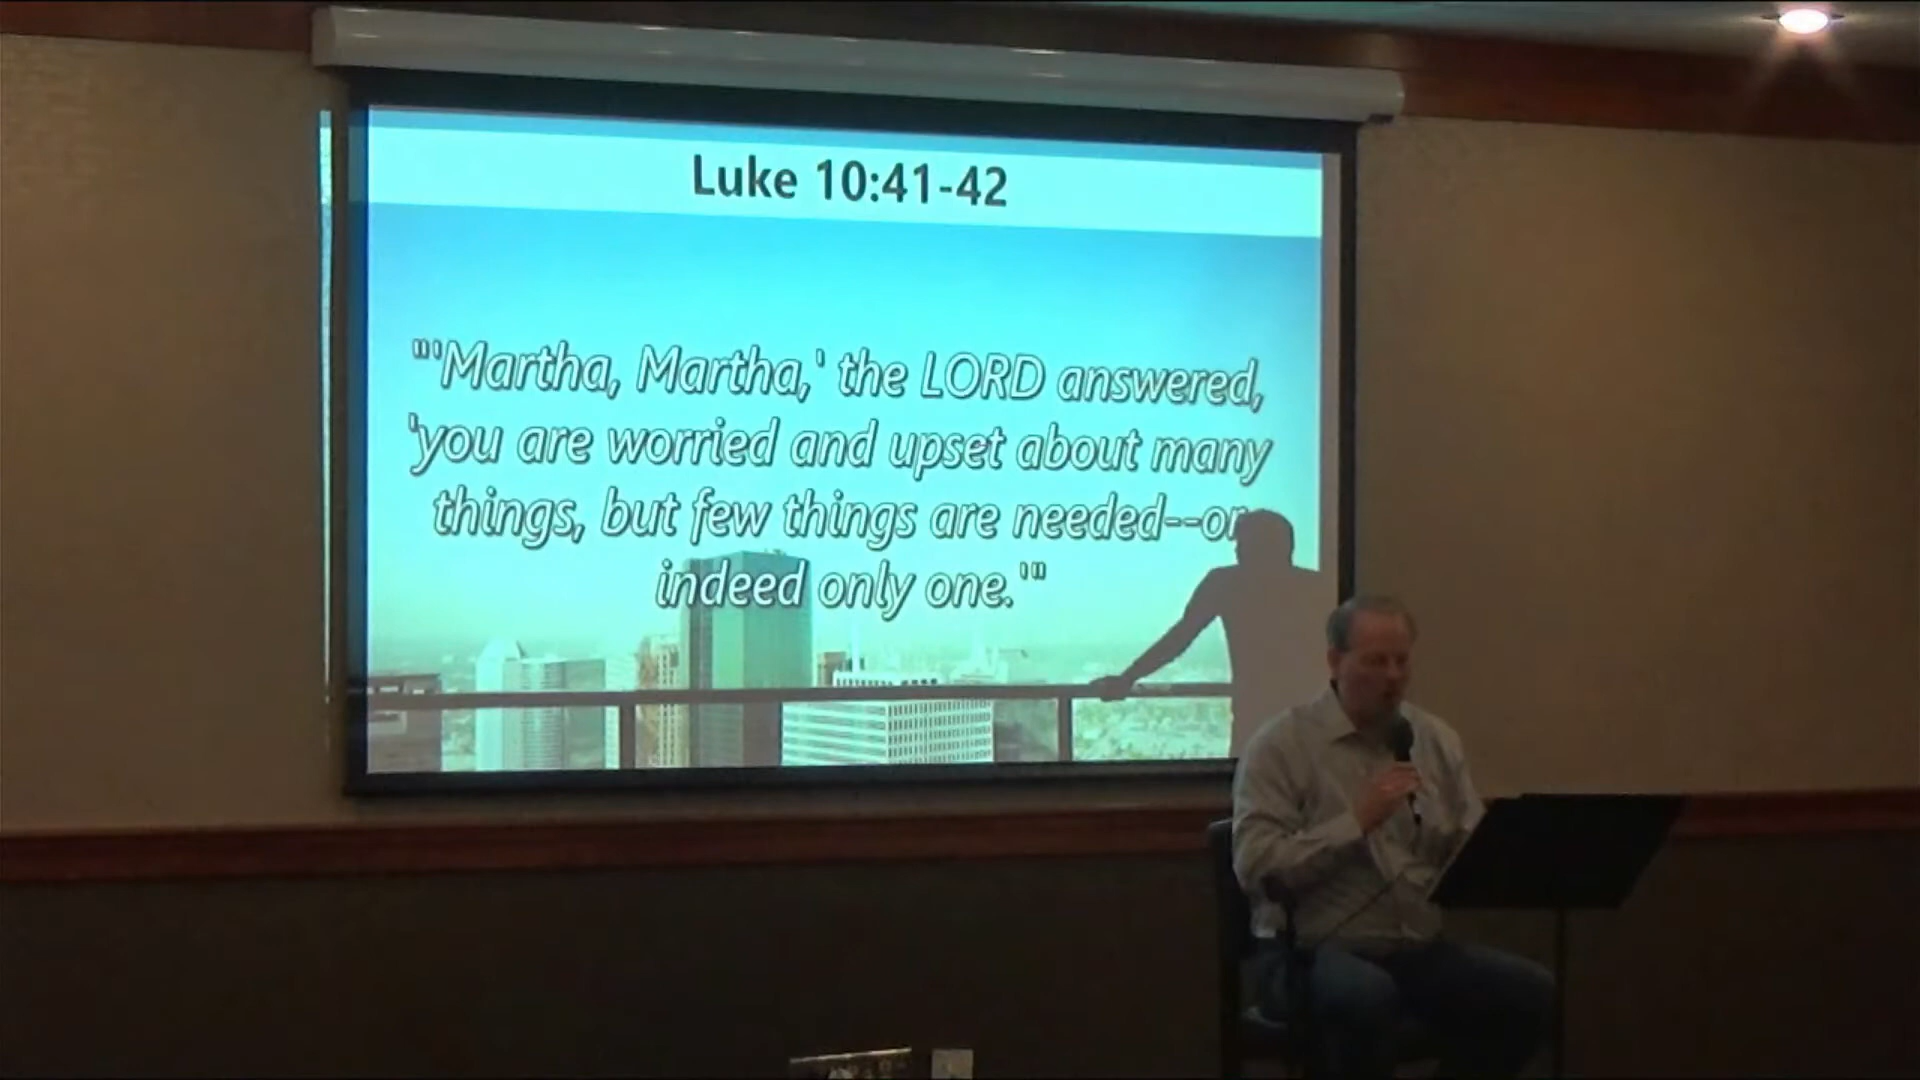 Luke 10:41-42
"'Martha, Martha,' the LORD answered,
'you are worried and upset about many
things, but few things are needed--or
indeed only one.'"